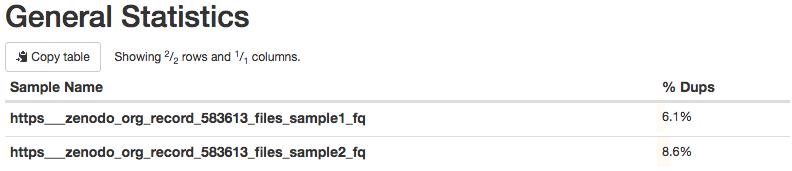 General Statistics
Copy table Showing 2/2 rows and 1/1 columns.
Sample Name % Dups
https___zenodo_org_record_583613_files_sample1_fq 6.1%
https___zenodo_org_record_583613_files_sample2_fq 8.6%